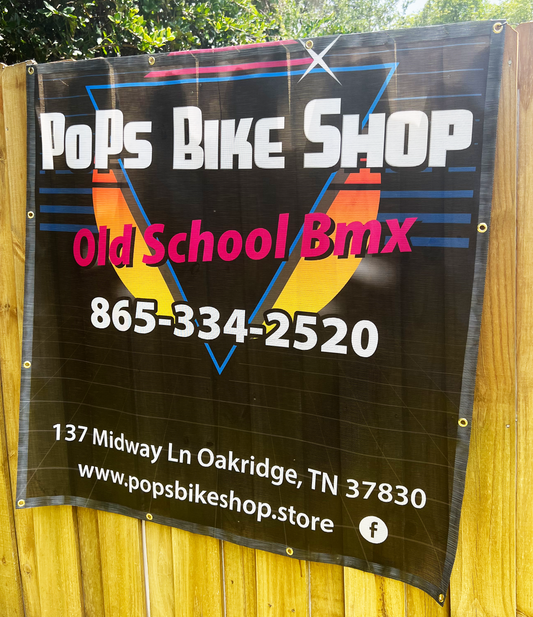 PoPs Bike Shop
Old School Bmx
865-334-2520
137 Midway Ln Oakridge, TN 37830
www.popsbikeshop.store f